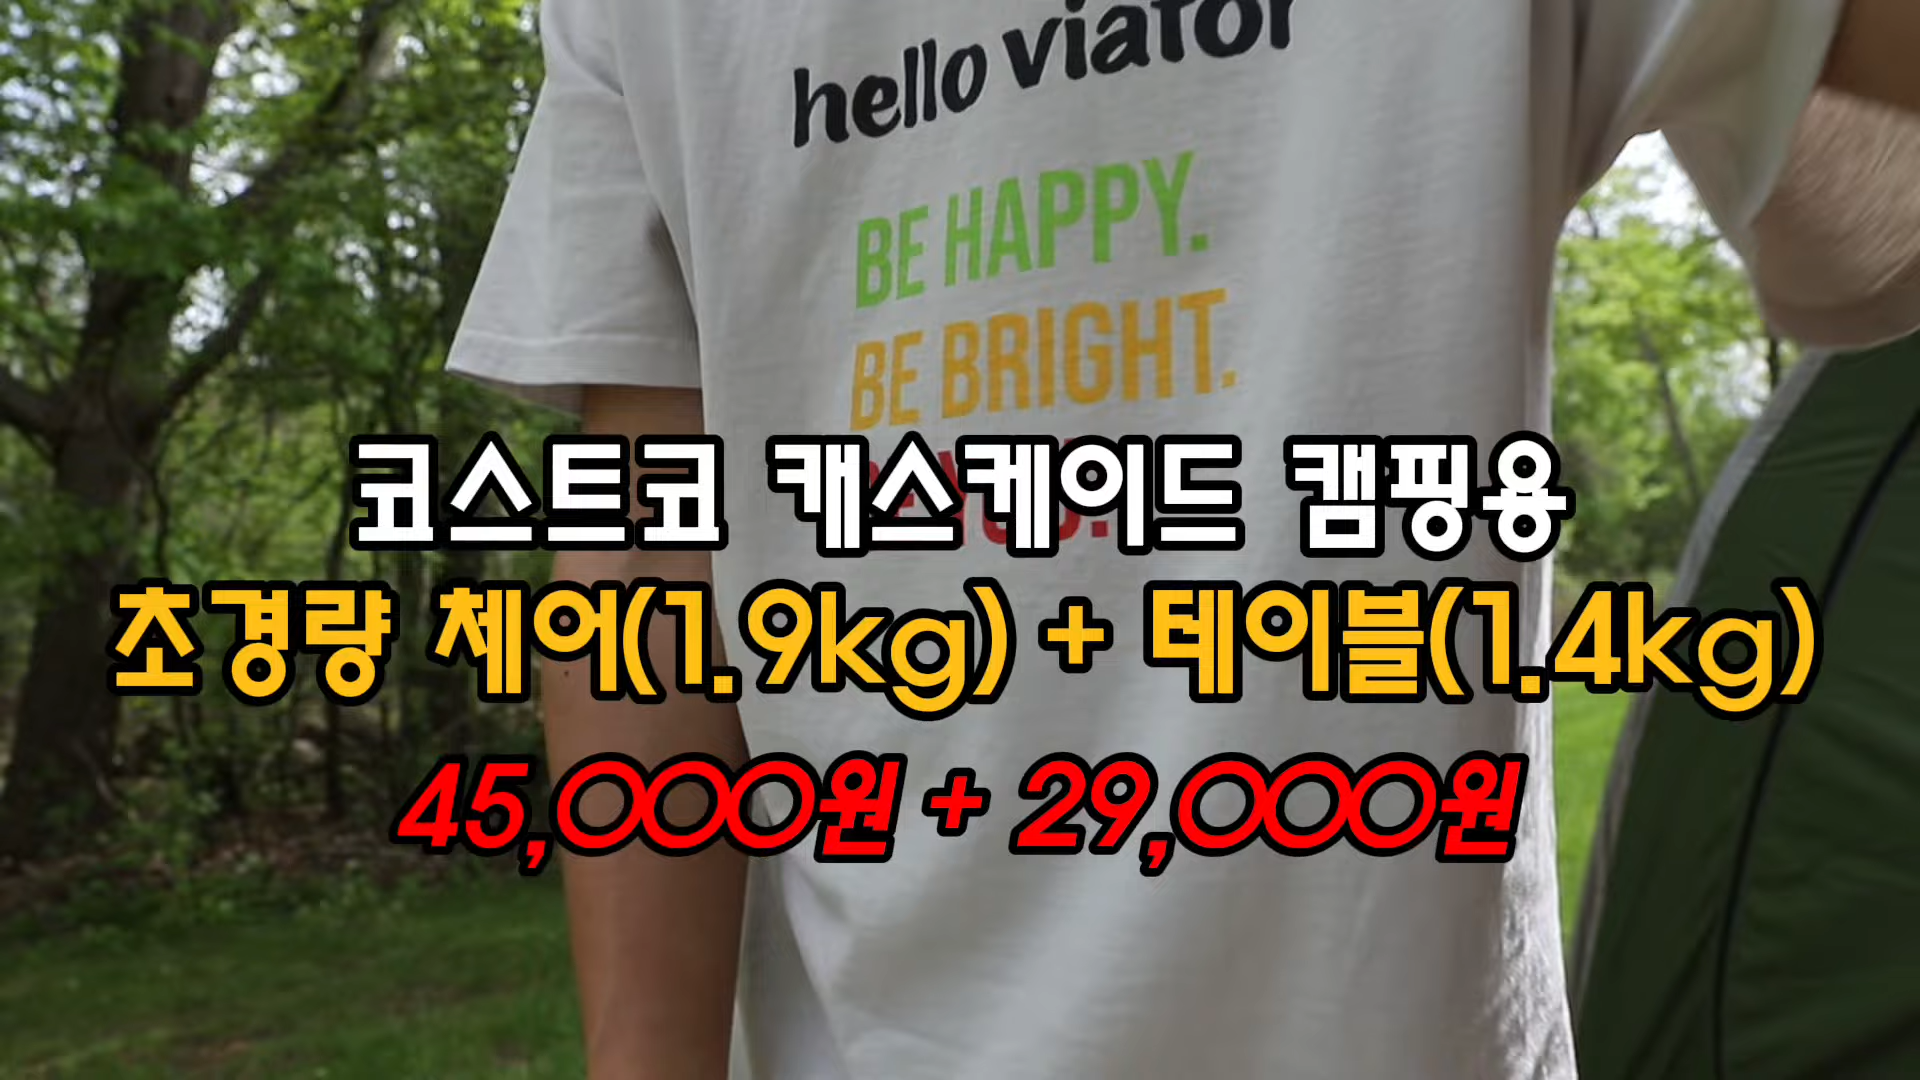 hello viator
BE HAPPY.
BE BRIGHT.
코스트코 캐스케이드 캠핑용
초경량 체어(1.9kg) + 테이블(1.4kg)
45,000원 + 29,000원